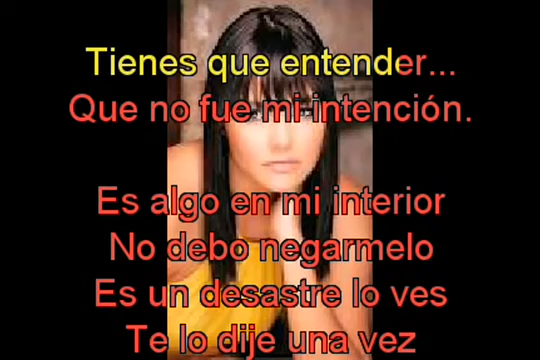 Tienes que entender...
Que no fue mi intención.
Es algo en mi interior
No debo negarmelo
Es un desastre lo ves
Te lo dije una vez